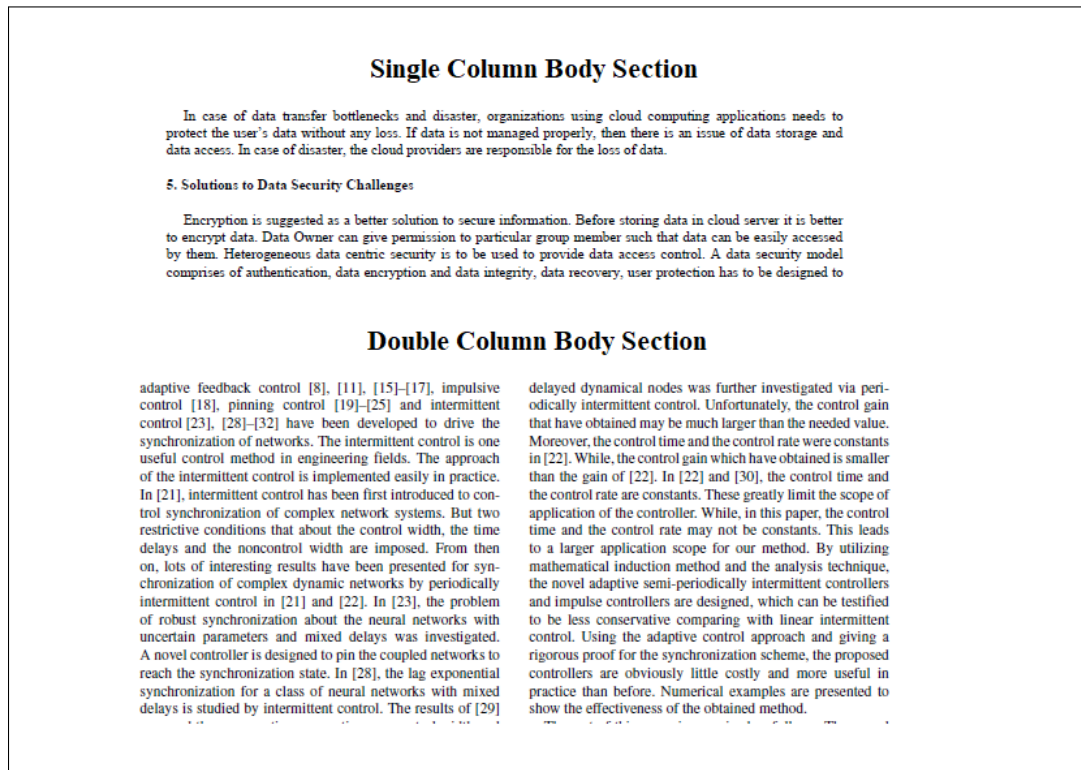 Single Column Body Section
In case of data transfer bottlenecks and disaster, organizations using cloud computing applications needs to
protect the user's data without any loss. If data is not managed properly, then there is an issue of data storage and
data access. In case of disaster, the cloud providers are responsible for the loss of data.
5. Solutions to Data Security Challenges
Encryption is suggested as a better solution to secure information. Before storing data in cloud server it is better
to encrypt data. Data Owner can give permission to particular group member such that data can be easily accessed
by them. Heterogeneous data centric security is to be used to provide data access control. A data security model
comprises of authentication, data encryption and data integrity, data recovery, user protection has to be designed to
Double Column Body Section
adaptive feedback control [8], [11], [15]–[17], impulsive
control [18], pinning control [19]–[25] and intermittent
control [23], [28]–[32] have been developed to drive the
synchronization of networks. The intermittent control is one
useful control method in engineering fields. The approach
of the intermittent control is implemented easily in practice.
In [21], intermittent control has been first introduced to con-
trol synchronization of complex network systems. But two
restrictive conditions that about the control width, the time
delays and the noncontrol width are imposed. From then
on, lots of interesting results have been presented for syn-
chronization of complex dynamic networks by periodically
intermittent control in [21] and [22]. In [23], the problem
of robust synchronization about the neural networks with
uncertain parameters and mixed delays was investigated.
A novel controller is designed to pin the coupled networks to
reach the synchronization state. In [28], the lag exponential
synchronization for a class of neural networks with mixed
delays is studied by intermittent control. The results of [29]
delayed dynamical nodes was further investigated via peri-
odically intermittent control. Unfortunately, the control gain
that have obtained may be much larger than the needed value.
Moreover, the control time and the control rate were constants
in [22]. While, the control gain which have obtained is smaller
than the gain of [22]. In [22] and [30], the control time and
the control rate are constants. These greatly limit the scope of
application of the controller. While, in this paper, the control
time and the control rate may not be constants. This leads
to a larger application scope for our method. By utilizing
mathematical induction method and the analysis technique,
the novel adaptive semi-periodically intermittent controllers
and impulse controllers are designed, which can be testified
to be less conservative comparing with linear intermittent
control. Using the adaptive control approach and giving a
rigorous proof for the synchronization scheme, the proposed
controllers are obviously little costly and more useful in
practice than before. Numerical examples are presented to
show the effectiveness of the obtained method.